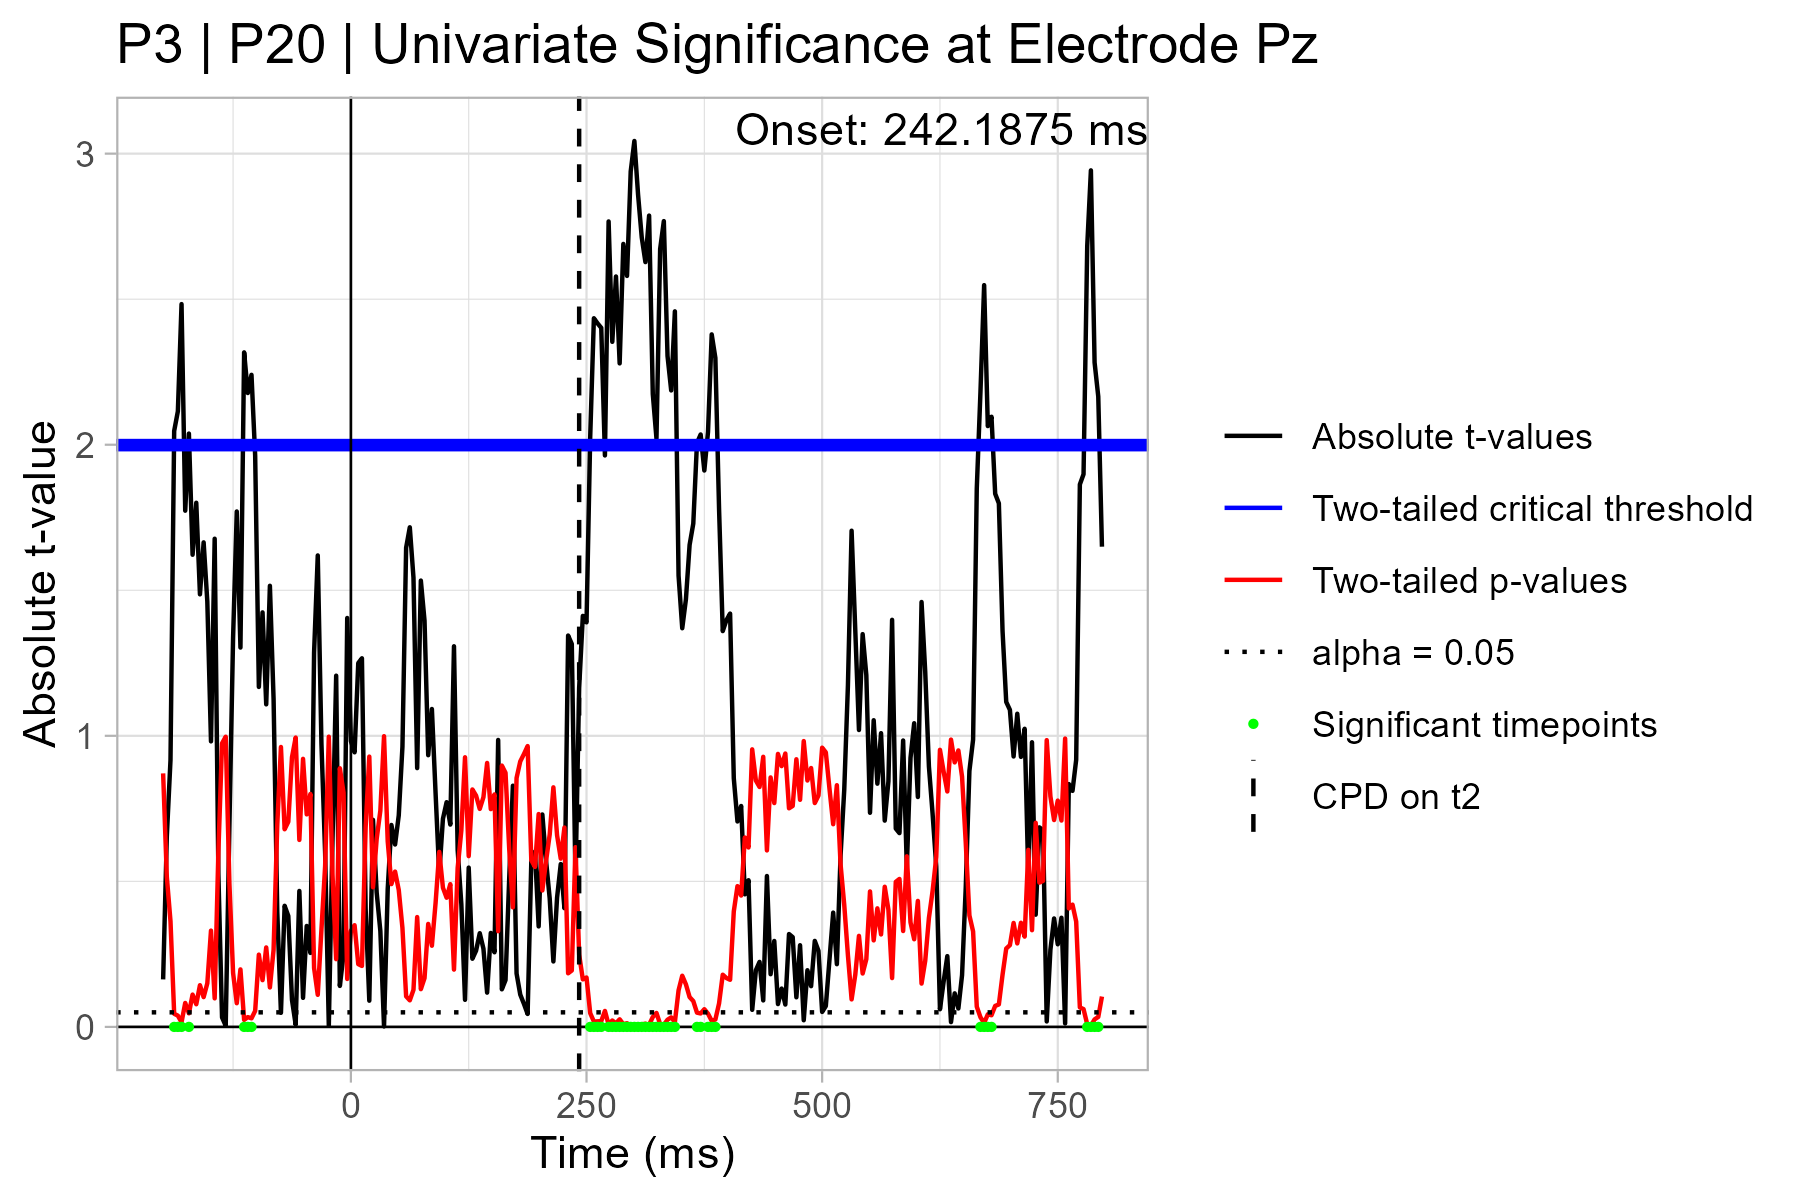 P3 | P20 | Univariate Significance at Electrode Pz
Onset: 242.1875 ms
Absolute t-value
3
2
1
0
0 250 500 750
Time (ms)
Absolute t-values
Two-tailed critical threshold
Two-tailed p-values
alpha = 0.05
Significant timepoints
CPD on t2